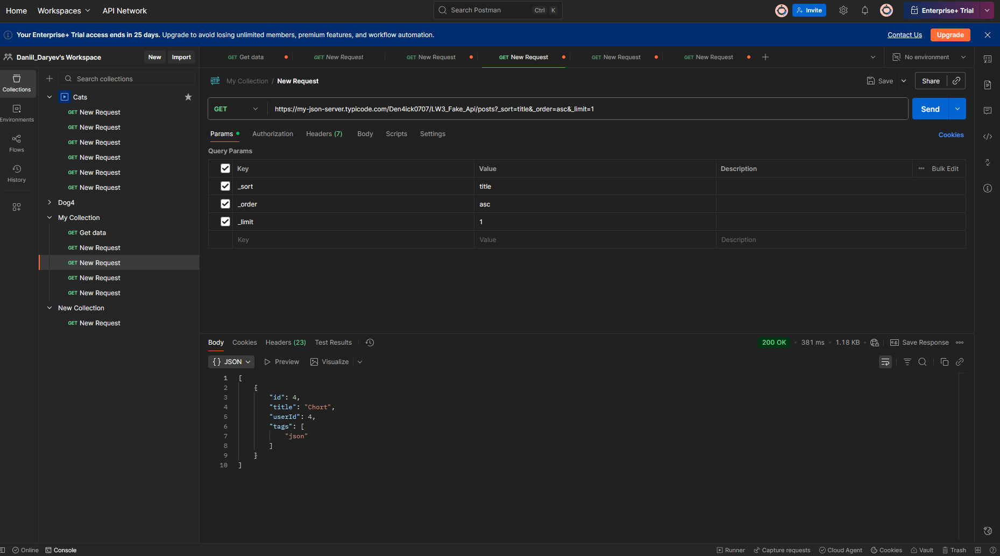 Home Workspaces API Network Search Postman Ctrl K Invite Enterprise+ Trial
Your Enterprise+ Trial access ends in 25 days. Upgrade to avoid losing unlimited members, premium features, and workflow automation. Contact Us Upgrade
Daniil_Daryev's Workspace New Import
GET Get data GET New Request GET New Request GET New Request GET New Request GET New Request No environment
Collections
Environments
Flows
History
Search collections
Cats
GET New Request
GET New Request
GET New Request
GET New Request
GET New Request
GET New Request
Dog4
My Collection
GET Get data
GET New Request
GET New Request
GET New Request
GET New Request
New Collection
GET New Request
HTTP My Collection / New Request Save Share
GET https://my-json-server.typicode.com/Den4ick0707/LW3_Fake_Api/posts?_sort=title&_order=asc&_limit=1 Send
Params Authorization Headers (7) Body Scripts Settings Cookies
Query Params
Key Value Description Bulk Edit
_sort title
_order asc
_limit 1
Key Value Description
Body Cookies Headers (23) Test Results 200 OK 381 ms 1.18 KB e.g. Save Response
{} JSON Preview Visualize
1 [
2 {
3 "id": 4,
4 "title": "Chort",
5 "userId": 4,
6 "tags": [
7 "json"
8 ]
9 }
10 ]
Online Console Runner Capture requests Cloud Agent Cookies Vault Trash